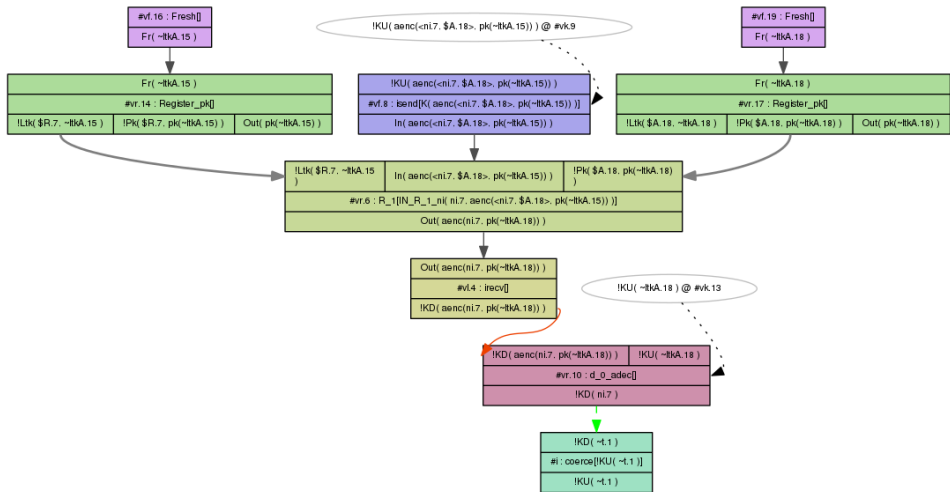 #vf.16 : Fresh[]
Fr( ~ltkA.15 )
!KU( aenc(<ni.7, $A.18>, pk(~ltkA.15)) ) @ #vk.9
#vf.19 : Fresh[]
Fr( ~ltkA.18 )
Fr( ~ltkA.15 )
#vr.14 : Register_pk[]
!Ltk( $R.7, ~ltkA.15 ) !Pk( $R.7, pk(~ltkA.15) ) Out( pk(~ltkA.15) )
!KU( aenc(<ni.7, $A.18>, pk(~ltkA.15)) )
#vf.8 : isend[K( aenc(<ni.7, $A.18>, pk(~ltkA.15)) )]
In( aenc(<ni.7, $A.18>, pk(~ltkA.15)) )
Fr( ~ltkA.18 )
#vr.17 : Register_pk[]
!Ltk( $A.18, ~ltkA.18 ) !Pk( $A.18, pk(~ltkA.18) ) Out( pk(~ltkA.18) )
!Ltk( $R.7, ~ltkA.15
)
In( aenc(<ni.7, $A.18>, pk(~ltkA.15)) )
!Pk( $A.18, pk(~ltkA.18)
)
#vr.6 : R_1[IN_R_1_ni( ni.7, aenc(<ni.7, $A.18>, pk(~ltkA.15)) )]
Out( aenc(ni.7, pk(~ltkA.18)) )
Out( aenc(ni.7, pk(~ltkA.18)) )
#vl.4 : irecv[]
!KD( aenc(ni.7, pk(~ltkA.18)) )
!KU( ~ltkA.18 ) @ #vk.13
!KD( aenc(ni.7, pk(~ltkA.18)) ) !KU( ~ltkA.18 )
#vr.10 : d_0_adec[]
!KD( ni.7 )
!KD( ~t.1 )
#i : coerce[!KU( ~t.1 )]
!KU( ~t.1 )